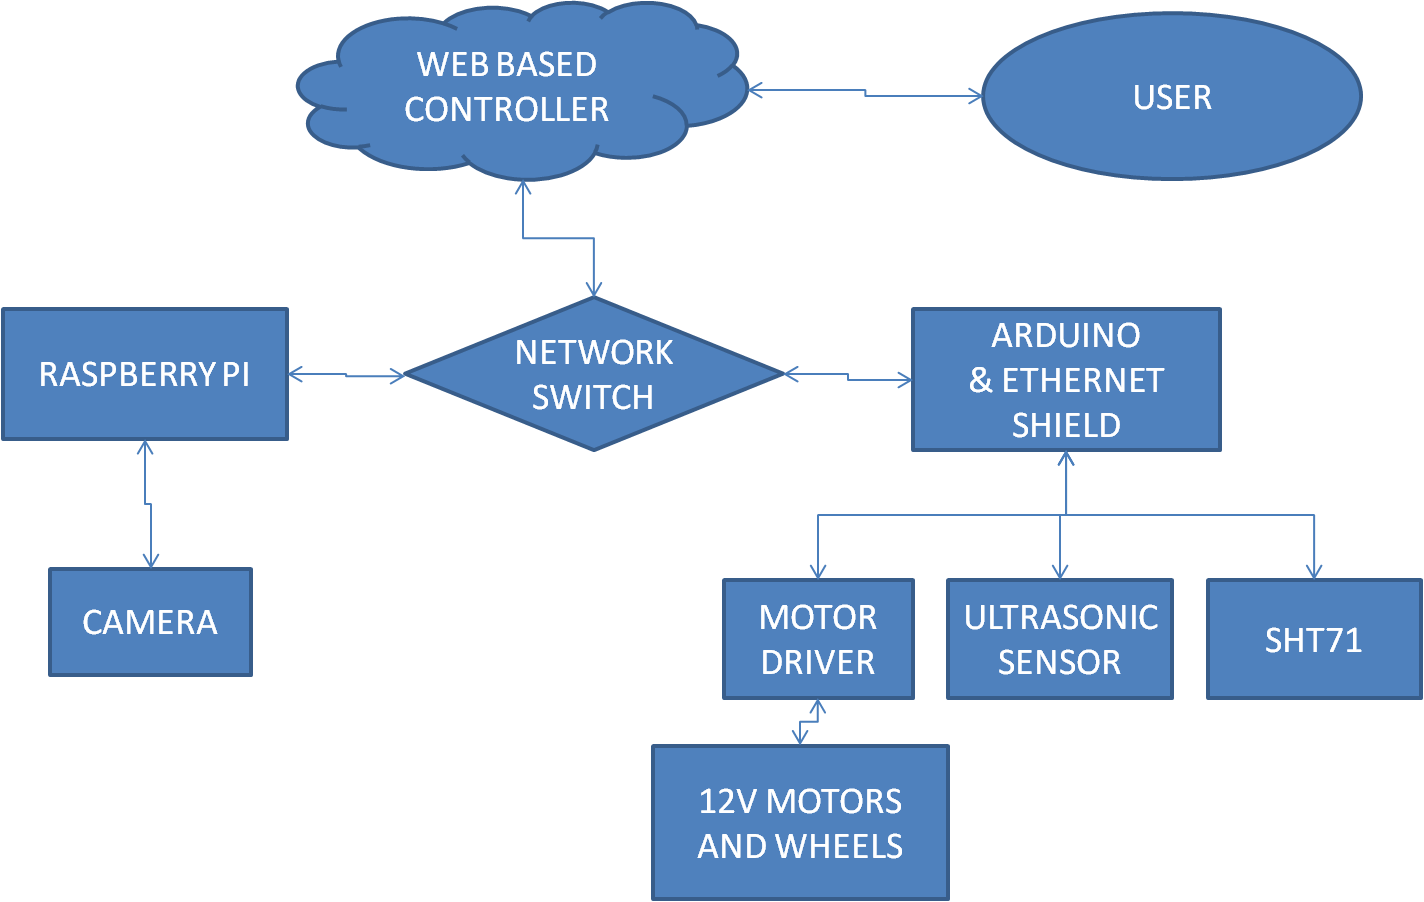 WEB BASED
CONTROLLER
USER
RASPBERRY PI
NETWORK
SWITCH
ARDUINO
& ETHERNET
SHIELD
CAMERA
MOTOR
DRIVER
ULTRASONIC
SENSOR
SHT71
12V MOTORS
AND WHEELS